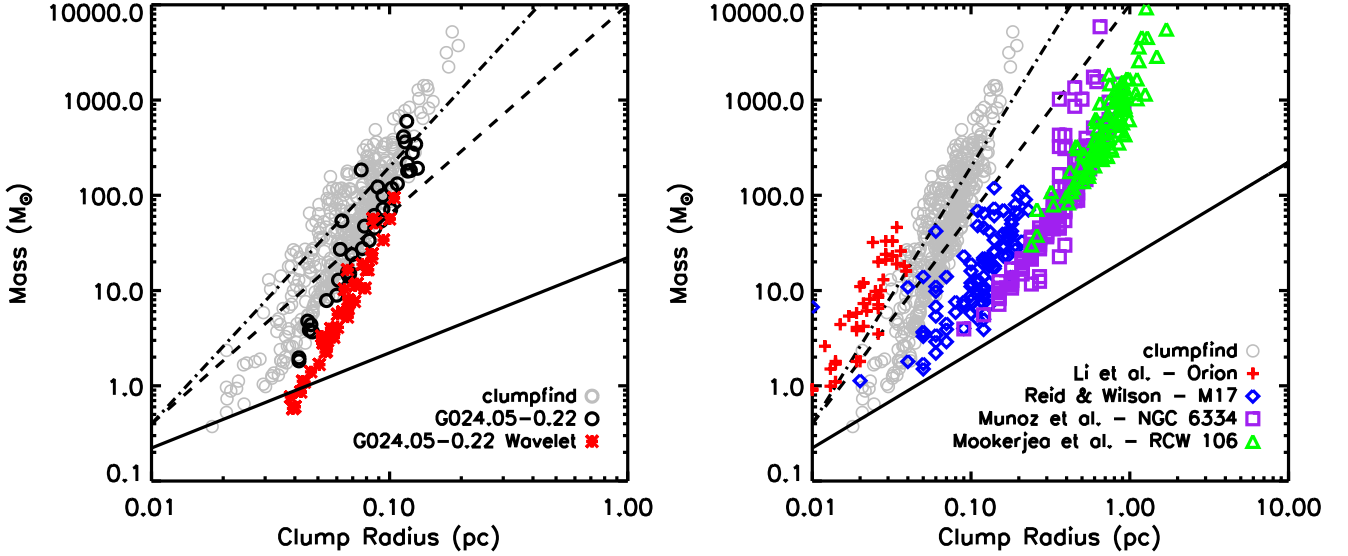 10000.0
1000.0
100.0
10.0
1.0
0.1
Mass (M⊙)
clumpfind
G024.05−0.22
G024.05−0.22 Wavelet
0.01
0.10
1.00
Clump Radius (pc)
10000.0
1000.0
100.0
10.0
1.0
0.1
Mass (M⊙)
clumpfind
Li et al. − Orion
Reid & Wilson − M17
Munoz et al. − NGC 6334
Mookerjea et al. − RCW 106
0.01
0.10
1.00
10.00
Clump Radius (pc)